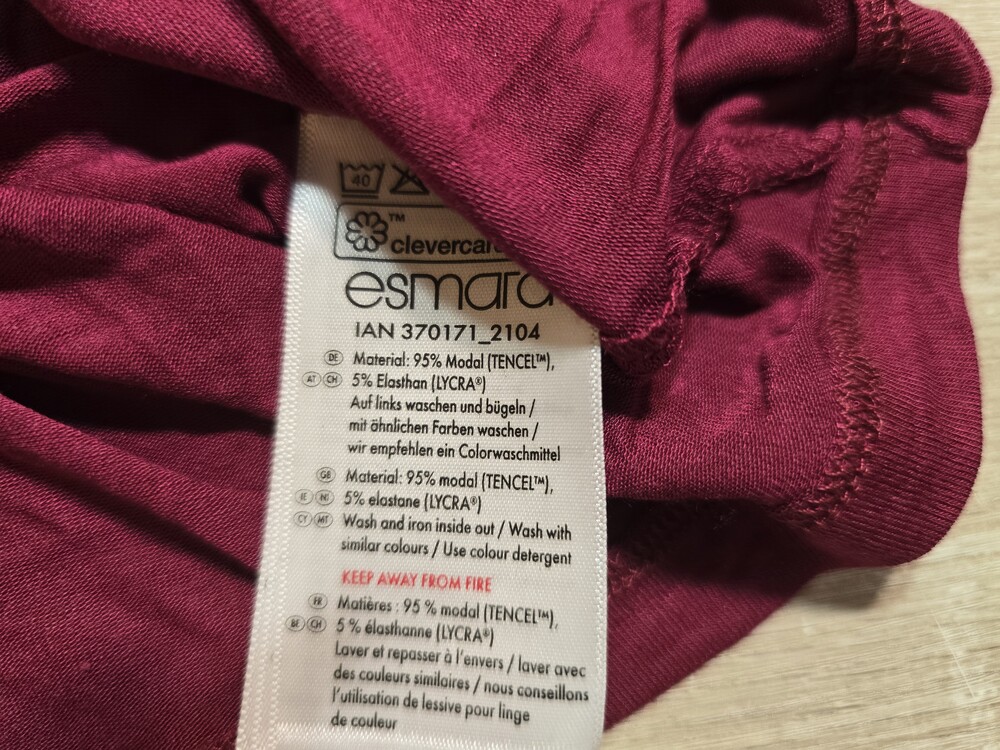 40
™
clevercare
esmara
IAN 370171_2104
DE Material: 95% Modal (TENCEL™),
AT CH 5% Elasthan (LYCRA®)
Auf links waschen und bügeln /
mit ähnlichen Farben waschen /
wir empfehlen ein Colorwaschmittel
GB Material: 95% modal (TENCEL™),
IE NI 5% elastane (LYCRA®)
CY MT Wash and iron inside out / Wash with
similar colours / Use colour detergent
KEEP AWAY FROM FIRE
FR Matières : 95 % modal (TENCEL™),
BE CH 5 % élasthanne (LYCRA®)
Laver et repasser à l'envers / laver avec
des couleurs similaires / nous conseillons
l'utilisation de lessive pour linge
de couleur